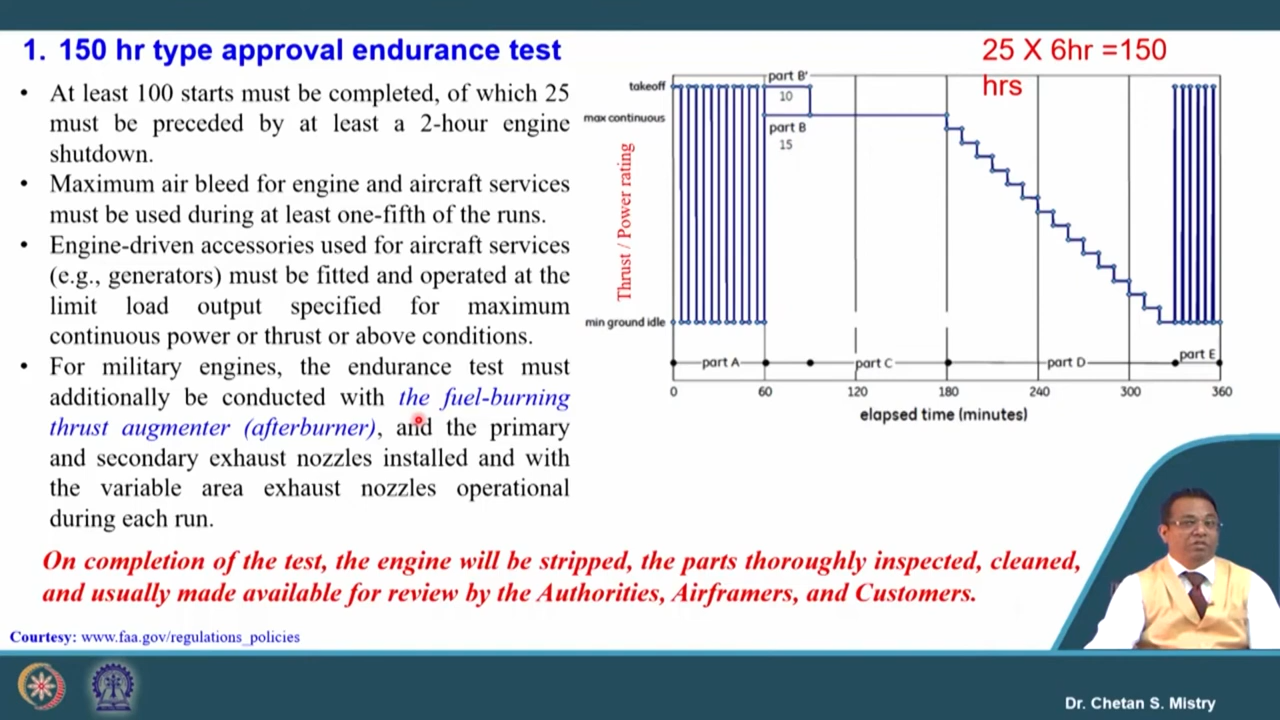 1. 150 hr type approval endurance test
• At least 100 starts must be completed, of which 25
must be preceded by at least a 2-hour engine
shutdown.
• Maximum air bleed for engine and aircraft services
must be used during at least one-fifth of the runs.
• Engine-driven accessories used for aircraft services
(e.g., generators) must be fitted and operated at the
limit load output specified for maximum
continuous power or thrust or above conditions.
• For military engines, the endurance test must
additionally be conducted with the fuel-burning
thrust augmenter (afterburner), and the primary
and secondary exhaust nozzles installed and with
the variable area exhaust nozzles operational
during each run.
25 X 6hr =150
hrs
takeoff
max continuous
min ground idle
Thrust / Power rating
part B'
10
part B
15
part A
part C
part D
part E
0 60 120 180 240 300 360
elapsed time (minutes)
On completion of the test, the engine will be stripped, the parts thoroughly inspected, cleaned,
and usually made available for review by the Authorities, Airframers, and Customers.
Courtesy: www.faa.gov/regulations_policies
Dr. Chetan S. Mistry